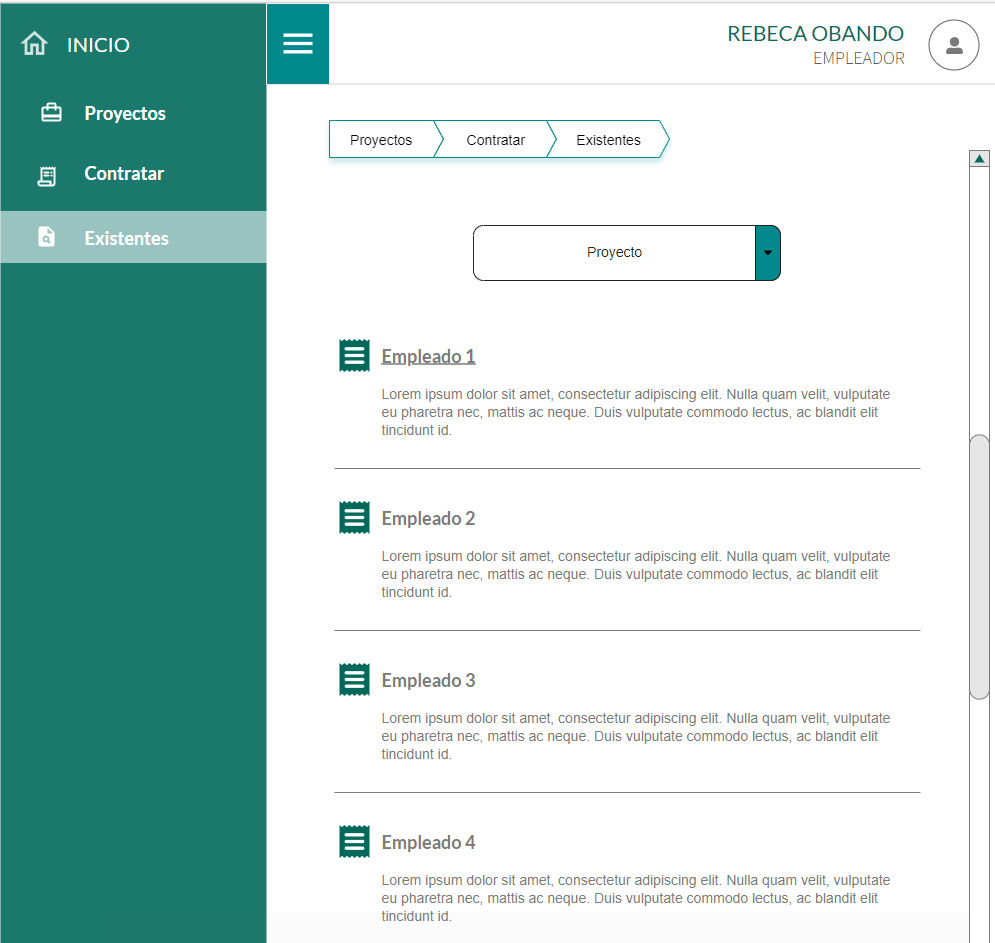 INICIO
Proyectos
Contratar
Existentes
REBECA OBANDO
EMPLEADOR
Proyectos Contratar Existentes
Proyecto
Empleado 1
Lorem ipsum dolor sit amet, consectetur adipiscing elit. Nulla quam velit, vulputate
eu pharetra nec, mattis ac neque. Duis vulputate commodo lectus, ac blandit elit
tincidunt id.
Empleado 2
Lorem ipsum dolor sit amet, consectetur adipiscing elit. Nulla quam velit, vulputate
eu pharetra nec, mattis ac neque. Duis vulputate commodo lectus, ac blandit elit
tincidunt id.
Empleado 3
Lorem ipsum dolor sit amet, consectetur adipiscing elit. Nulla quam velit, vulputate
eu pharetra nec, mattis ac neque. Duis vulputate commodo lectus, ac blandit elit
tincidunt id.
Empleado 4
Lorem ipsum dolor sit amet, consectetur adipiscing elit. Nulla quam velit, vulputate
eu pharetra nec, mattis ac neque. Duis vulputate commodo lectus, ac blandit elit
tincidunt id.